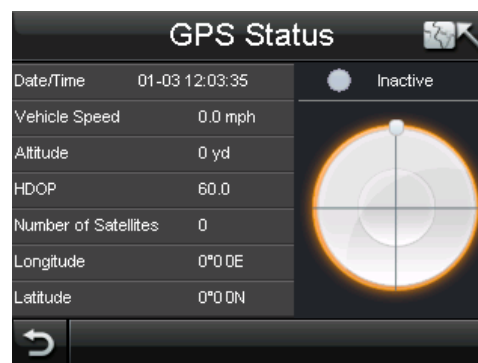 GPS Status
Date/Time 01-03 12:03:35
Inactive
Vehicle Speed 0.0 mph
Altitude 0 yd
HDOP 60.0
Number of Satellites 0
Longitude 0°0.0E
Latitude 0°0.0N